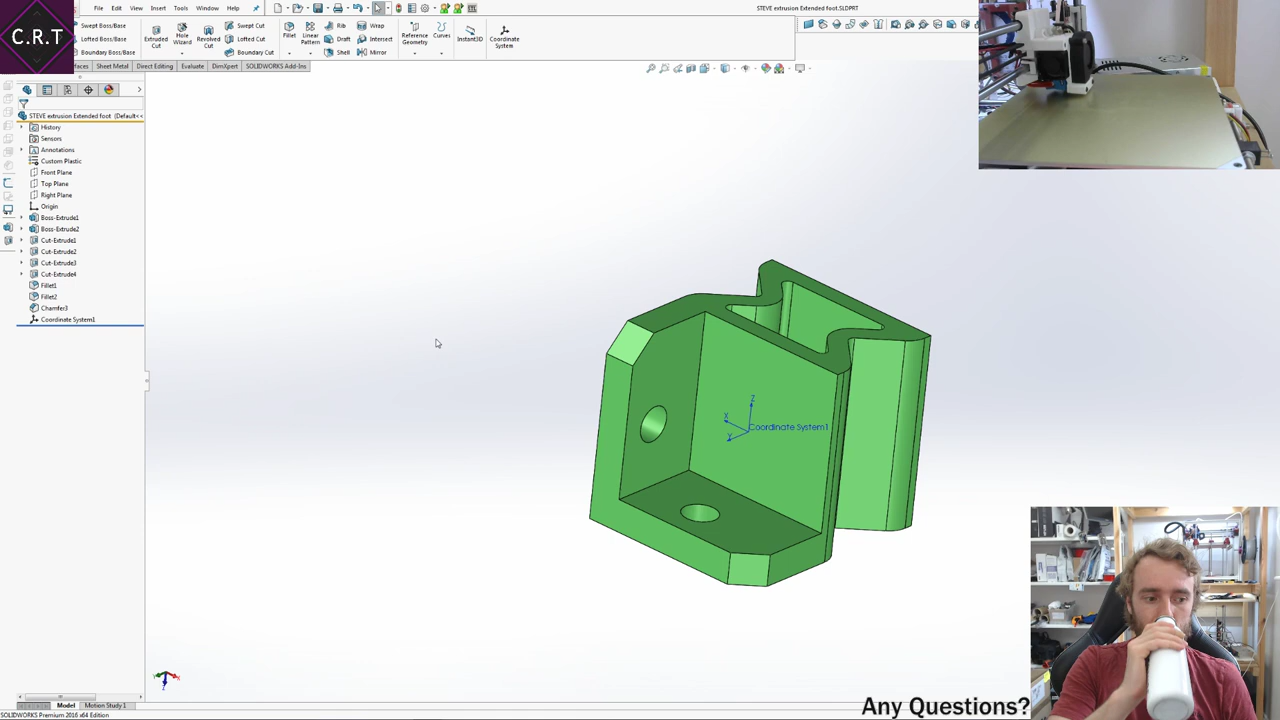 C.R.T
File Edit View Insert Tools Window Help
STEVE extrusion Extended foot.SLDPRT
Swept Boss/Base
Lofted Boss/Base
Boundary Boss/Base
Extruded Cut
Hole Wizard
Revolved Cut
Swept Cut
Lofted Cut
Boundary Cut
Fillet
Linear Pattern
Rib
Draft
Shell
Wrap
Intersect
Mirror
Reference Geometry
Curves
Instant3D
Coordinate System
Sheet Metal Direct Editing Evaluate DimXpert SOLIDWORKS Add-Ins
STEVE extrusion Extended foot (Default<<
History
Sensors
Annotations
Custom Plastic
Front Plane
Top Plane
Right Plane
Origin
Boss-Extrude1
Boss-Extrude2
Cut-Extrude1
Cut-Extrude2
Cut-Extrude3
Cut-Extrude4
Fillet1
Fillet2
Chamfer3
Coordinate System1
Z
X
Y
Coordinate System1
Model Motion Study 1
SOLIDWORKS Premium 2016 x64 Edition
Any Questions?